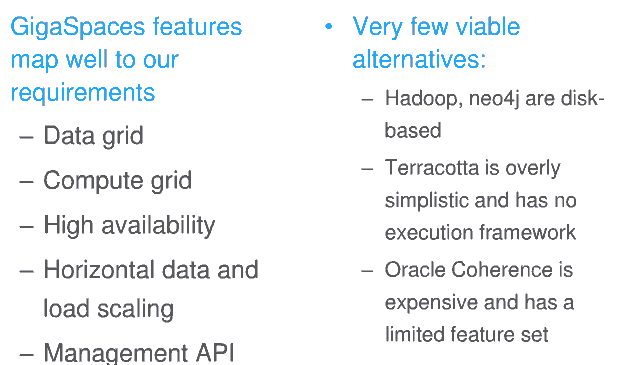 GigaSpaces features
map well to our
requirements
– Data grid
– Compute grid
– High availability
– Horizontal data and
load scaling
– Management API
• Very few viable
alternatives:
– Hadoop, neo4j are disk-
based
– Terracotta is overly
simplistic and has no
execution framework
– Oracle Coherence is
expensive and has a
limited feature set